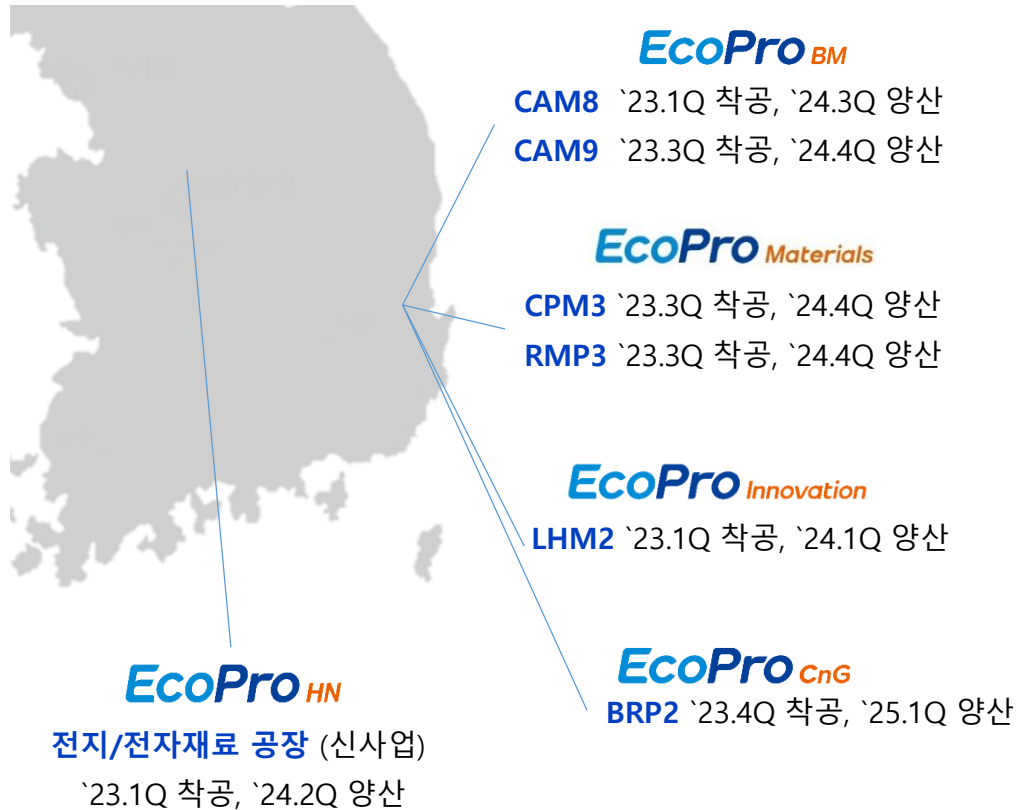 EcoPro BM
CAM8 `23.1Q 착공, `24.3Q 양산
CAM9 `23.3Q 착공, `24.4Q 양산
EcoPro Materials
CPM3 `23.3Q 착공, `24.4Q 양산
RMP3 `23.3Q 착공, `24.4Q 양산
EcoPro Innovation
LHM2 `23.1Q 착공, `24.1Q 양산
EcoPro CnG
BRP2 `23.4Q 착공, `25.1Q 양산
EcoPro HN
전지/전자재료 공장 (신사업)
`23.1Q 착공, `24.2Q 양산